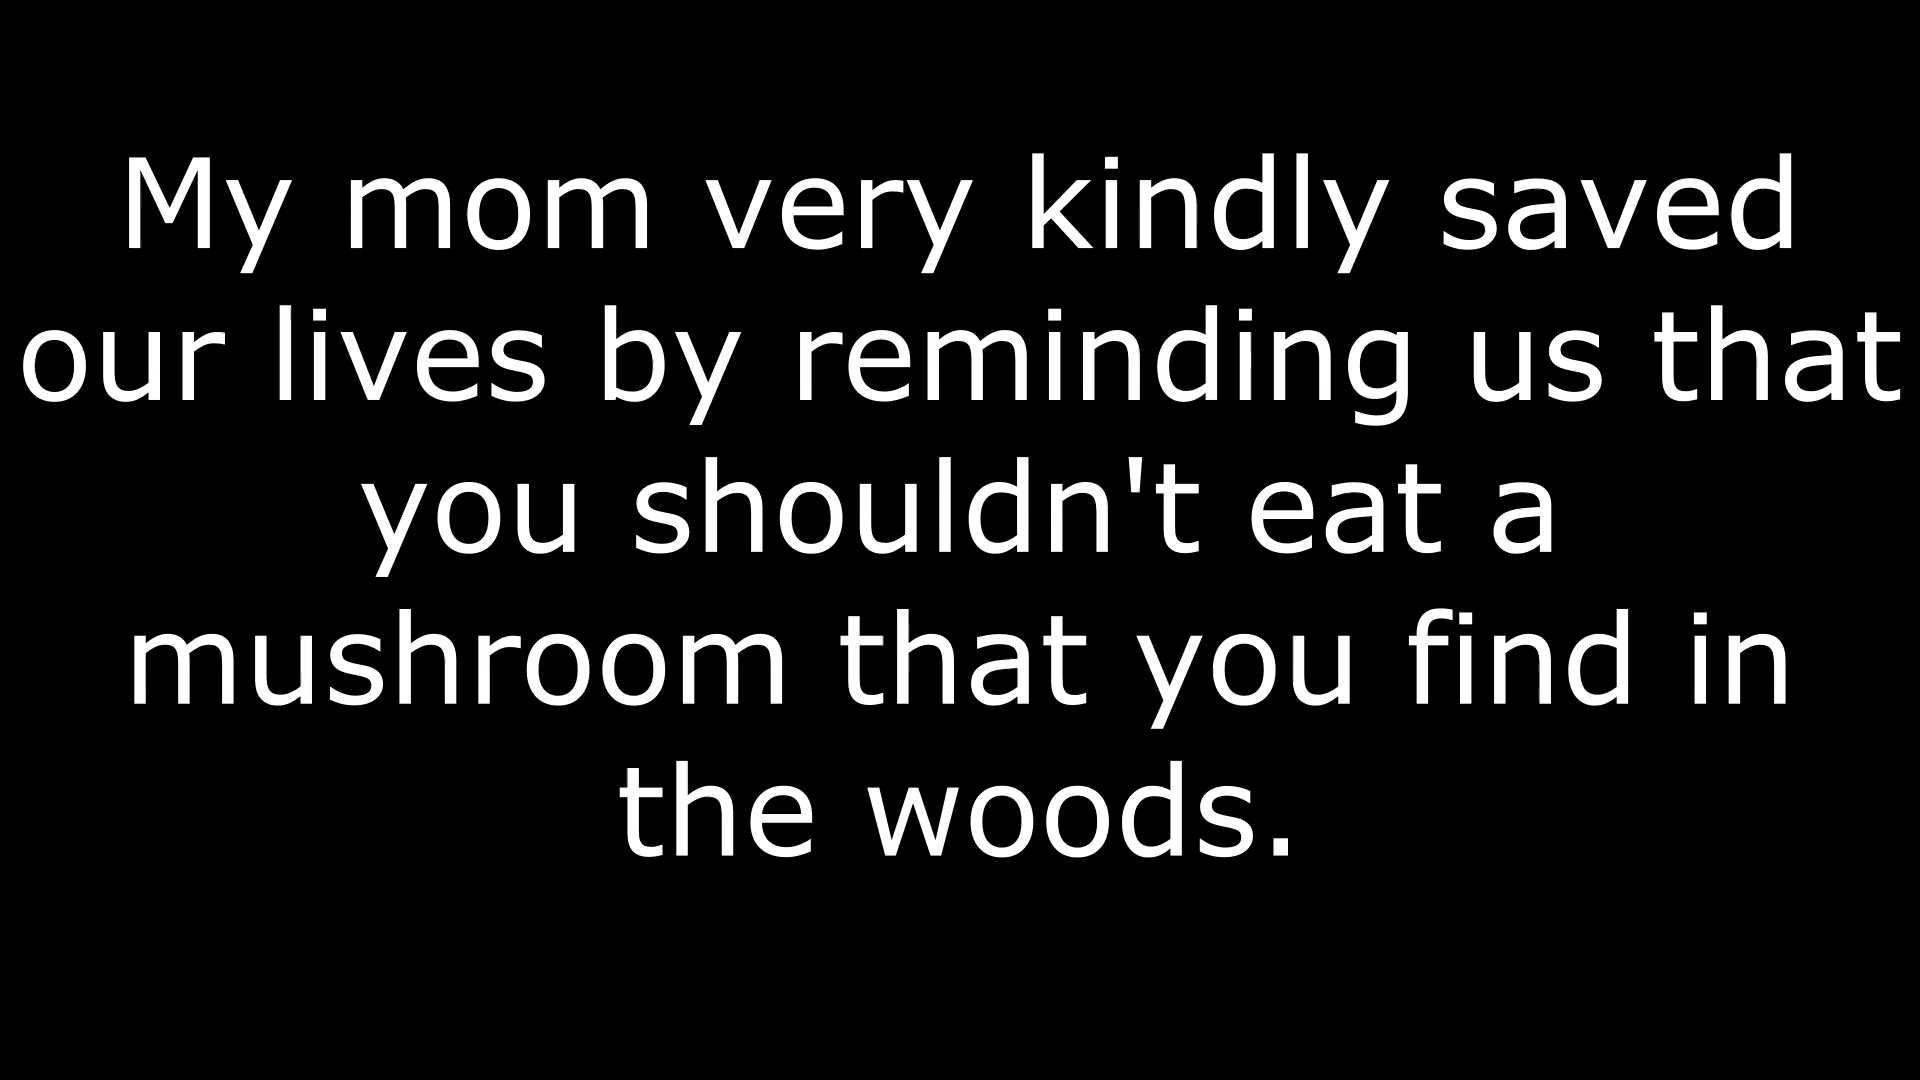 My mom very kindly saved
our lives by reminding us that
you shouldn't eat a
mushroom that you find in
the woods.